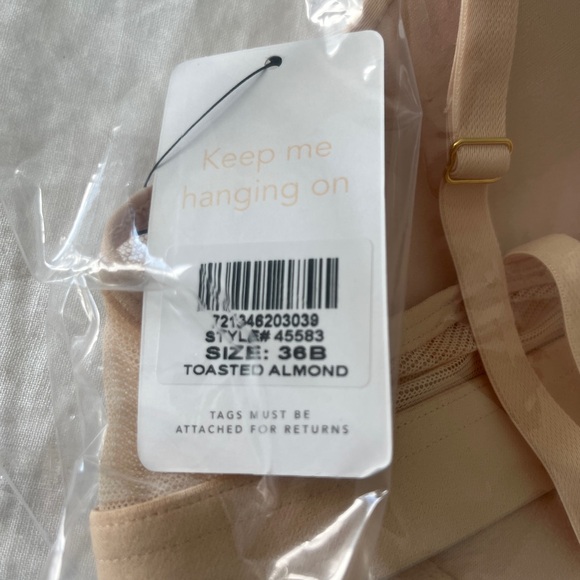 Keep me
hanging on
721346203039
STYLE# 45583
SIZE: 36B
TOASTED ALMOND
TAGS MUST BE
ATTACHED FOR RETURNS